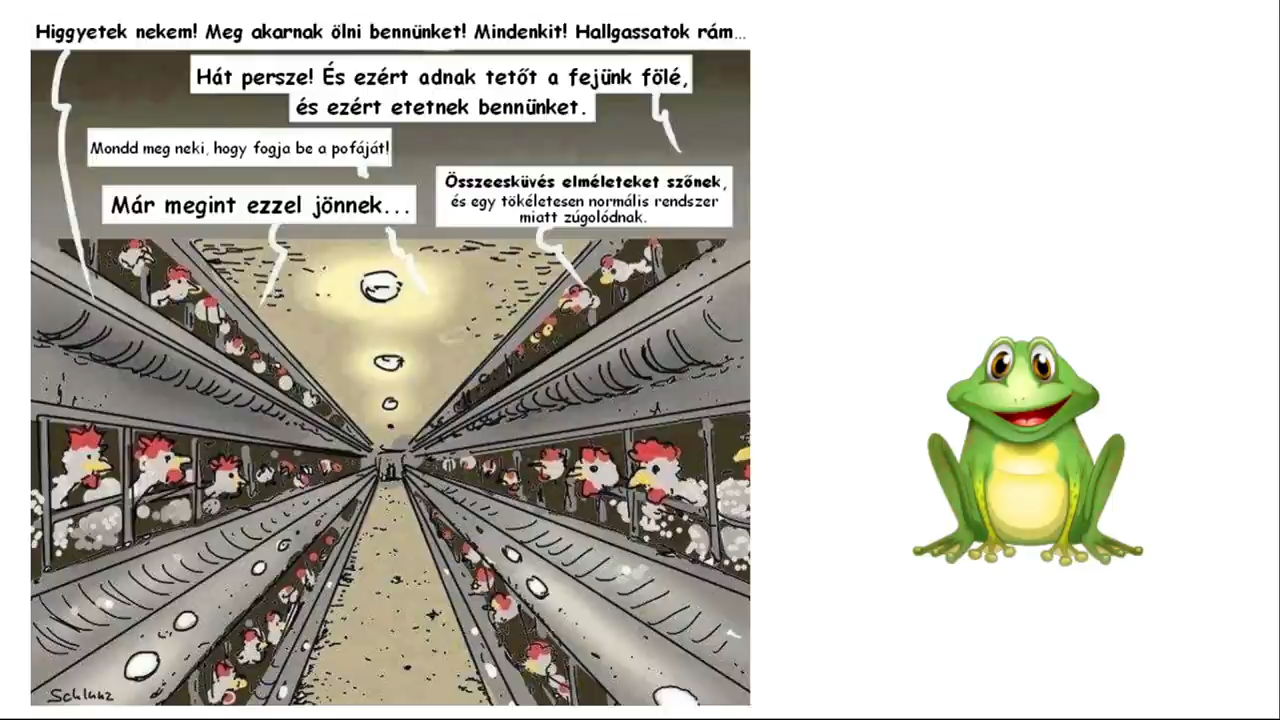 Higgyetek nekem! Meg akarnak ölni bennünket! Mindenkit! Hallgassatok rám...
Hát persze! És ezért adnak tetőt a fejünk fölé,
és ezért etetnek bennünket.
Mondd meg neki, hogy fogja be a pofáját!
Már megint ezzel jönnek...
Összeesküvés elméleteket szőnek,
és egy tökéletesen normális rendszer
miatt zúgolódnak.